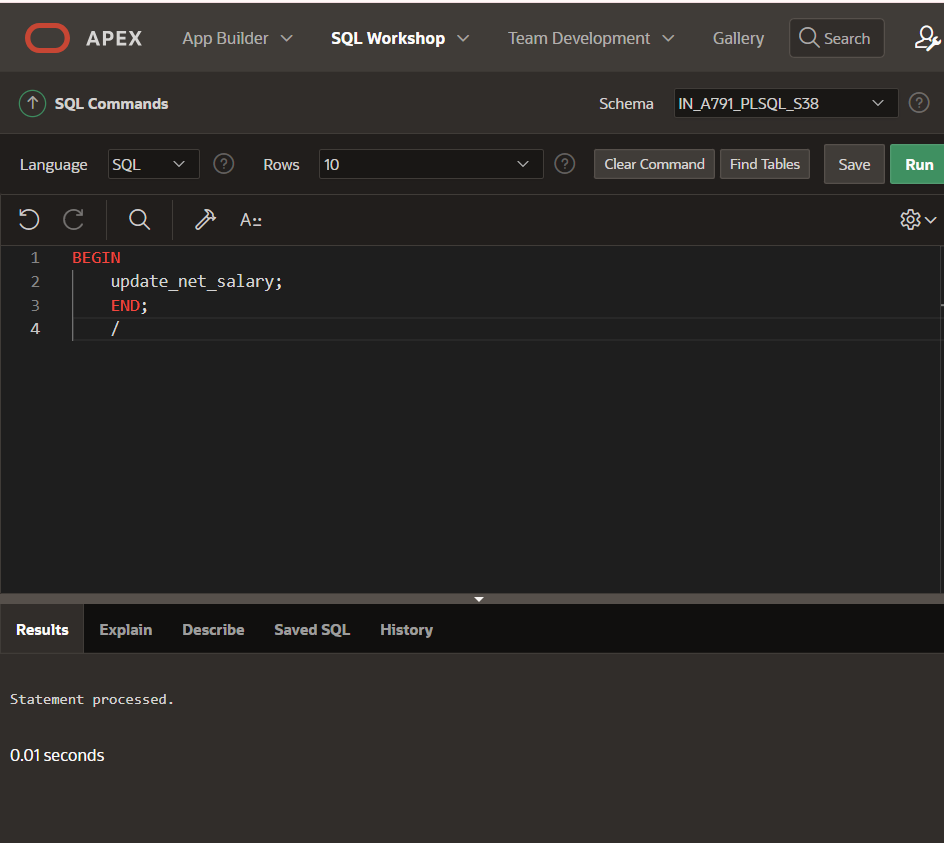 APEX App Builder SQL Workshop Team Development Gallery Search
SQL Commands Schema IN_A791_PLSQL_S38 ?
Language SQL ? Rows 10 ? Clear Command Find Tables Save Run
A::
1 BEGIN
2 update_net_salary;
3 END;
4 /
Results Explain Describe Saved SQL History
Statement processed.
0.01 seconds